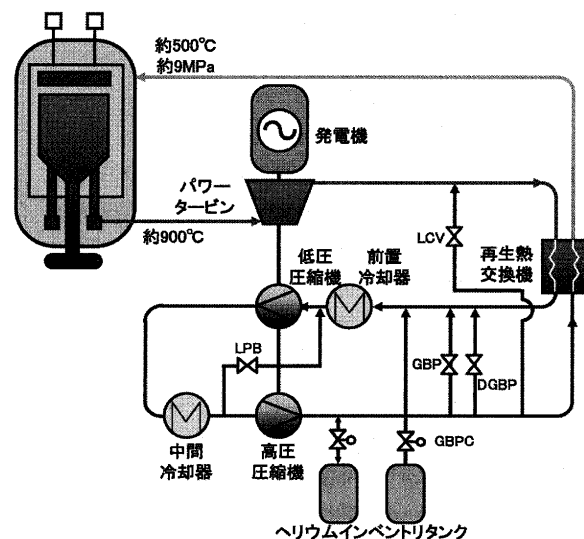 約500℃
約9MPa
発電機
パワー
タービン
約900℃
LCV
再生熱
交換機
低圧
圧縮機
前置
冷却器
LPB
GBP
DGBP
中間
冷却器
高圧
圧縮機
GBPC
ヘリウムインベントリタンク